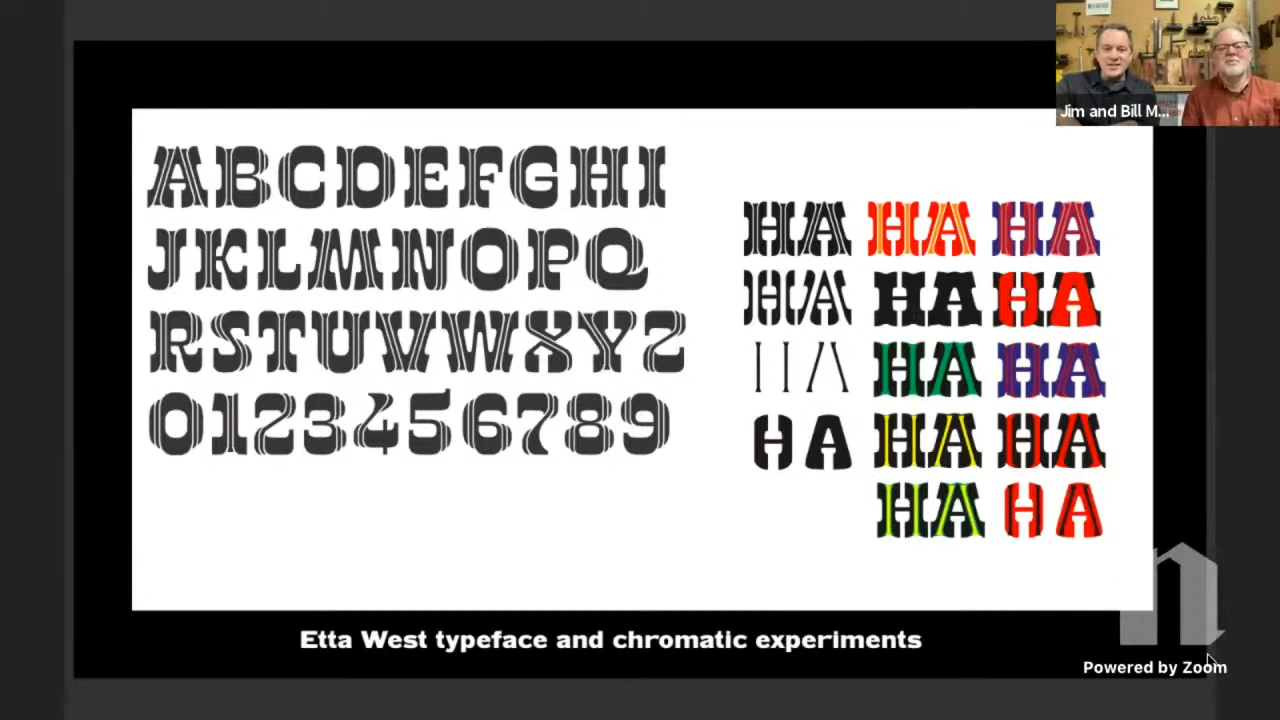 Jim and Bill M...
ABCDEFGHI
JKLMNOPQ
RSTUVWXYZ
0123456789
HA HA HA
HA HA HA
HA HA
HA HA HA
HA HA
Etta West typeface and chromatic experiments
n
Powered by Zoom